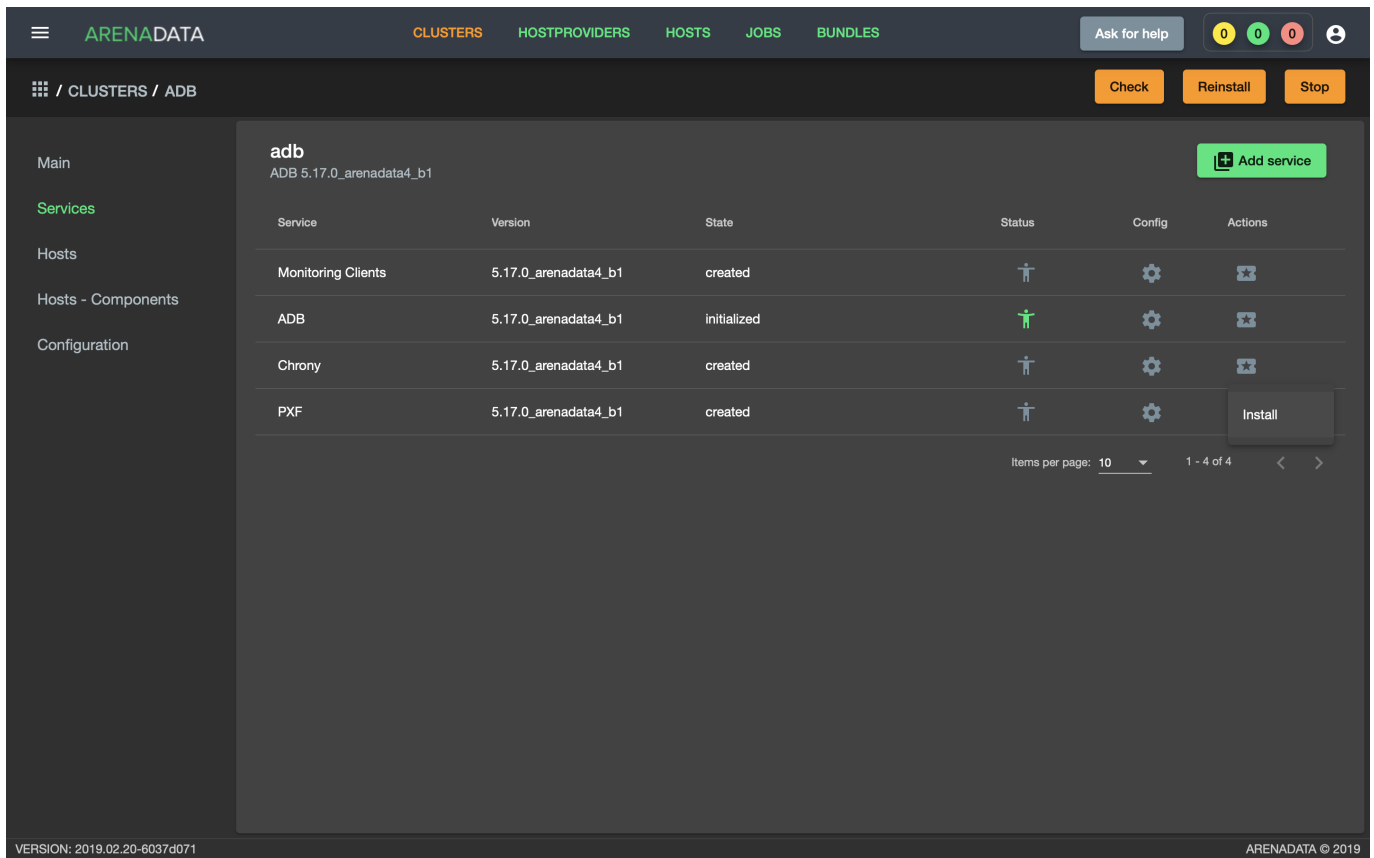 ARENADATA CLUSTERS HOSTPROVIDERS HOSTS JOBS BUNDLES Ask for help 0 0 0
/ CLUSTERS / ADB Check Reinstall Stop
Main
Services
Hosts
Hosts - Components
Configuration
adb
ADB 5.17.0_arenadata4_b1
Add service
Service Version State Status Config Actions
Monitoring Clients 5.17.0_arenadata4_b1 created
ADB 5.17.0_arenadata4_b1 initialized
Chrony 5.17.0_arenadata4_b1 created
PXF 5.17.0_arenadata4_b1 created
Install
Items per page: 10 1 - 4 of 4
VERSION: 2019.02.20-6037d071 ARENADATA © 2019